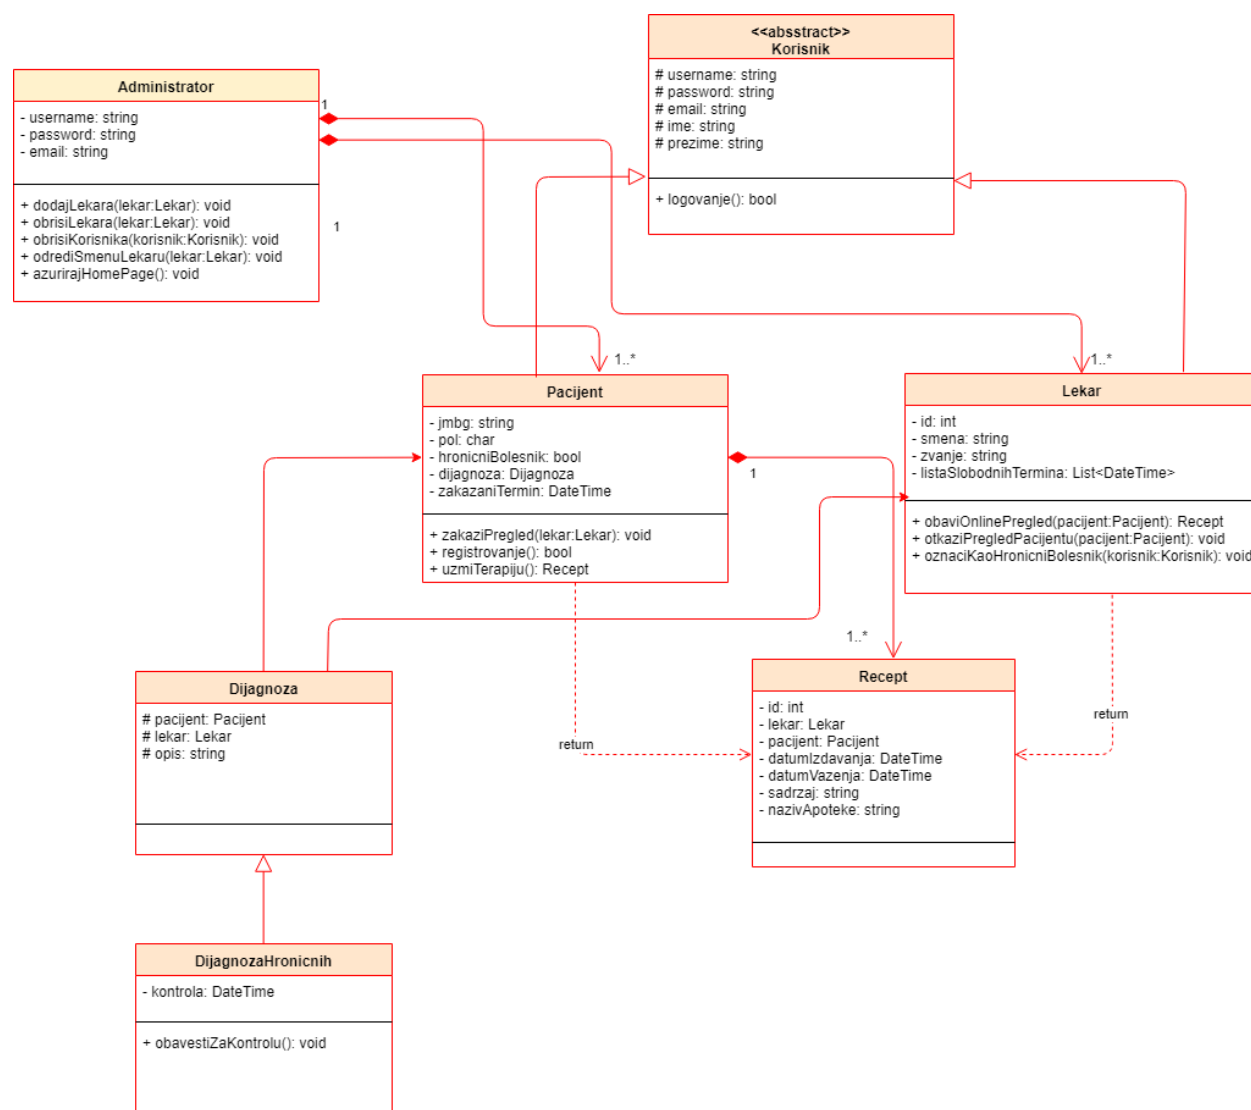 <<absstract>>
Korisnik
# username: string
# password: string
# email: string
# ime: string
# prezime: string
+ logovanje(): bool
Administrator
- username: string
- password: string
- email: string
+ dodajLekara(lekar:Lekar): void
+ obrisiLekara(lekar:Lekar): void
+ obrisiKorisnika(korisnik:Korisnik): void
+ odrediSmenuLekaru(lekar:Lekar): void
+ azurirajHomePage(): void
1
1
1..*
1..*
Pacijent
- jmbg: string
- pol: char
- hronicniBolesnik: bool
- dijagnoza: Dijagnoza
- zakazaniTermin: DateTime
+ zakaziPregled(lekar:Lekar): void
+ registrovanje(): bool
+ uzmiTerapiju(): Recept
1
Lekar
- id: int
- smena: string
- zvanje: string
- listaSlobodnihTermina: List<DateTime>
+ obaviOnlinePregled(pacijent:Pacijent): Recept
+ otkaziPregledPacijentu(pacijent:Pacijent): void
+ oznaciKaoHronicniBolesnik(korisnik:Korisnik): void
1..*
Dijagnoza
# pacijent: Pacijent
# lekar: Lekar
# opis: string
return
Recept
- id: int
- lekar: Lekar
- pacijent: Pacijent
- datumIzdavanja: DateTime
- datumVazenja: DateTime
- sadrzaj: string
- nazivApoteke: string
return
DijagnozaHronicnih
- kontrola: DateTime
+ obavestiZaKontrolu(): void